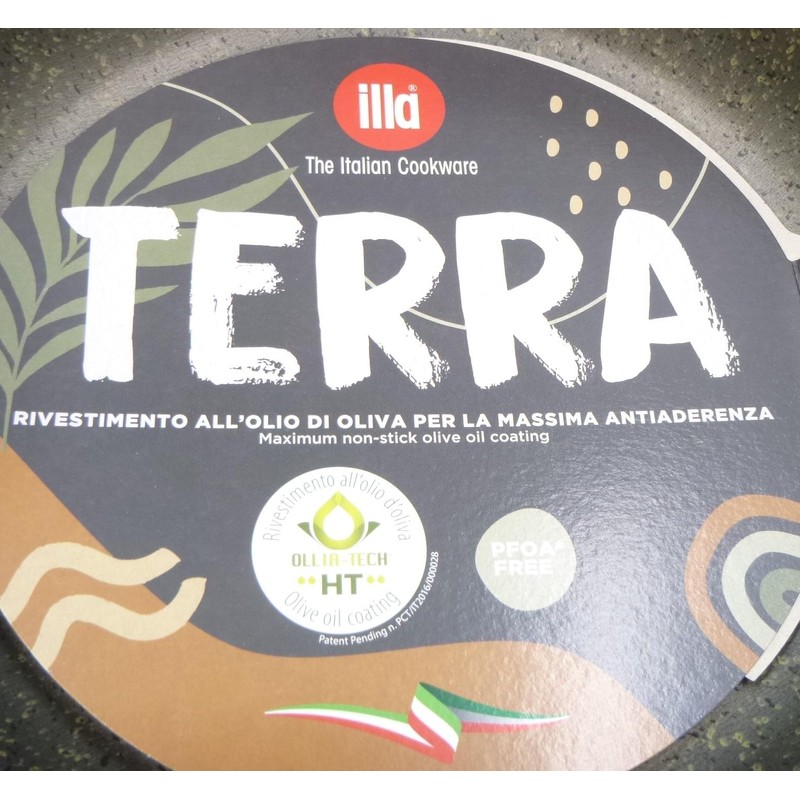 illa®
The Italian Cookware
TERRA
RIVESTIMENTO ALL'OLIO DI OLIVA PER LA MASSIMA ANTIADERENZA
Maximum non-stick olive oil coating
Rivestimento all'olio d'oliva
OLLIA-TECH
••HT••
Olive oil coating
Patent Pending n. PCT/IT2016/000028
PFOA*
FREE